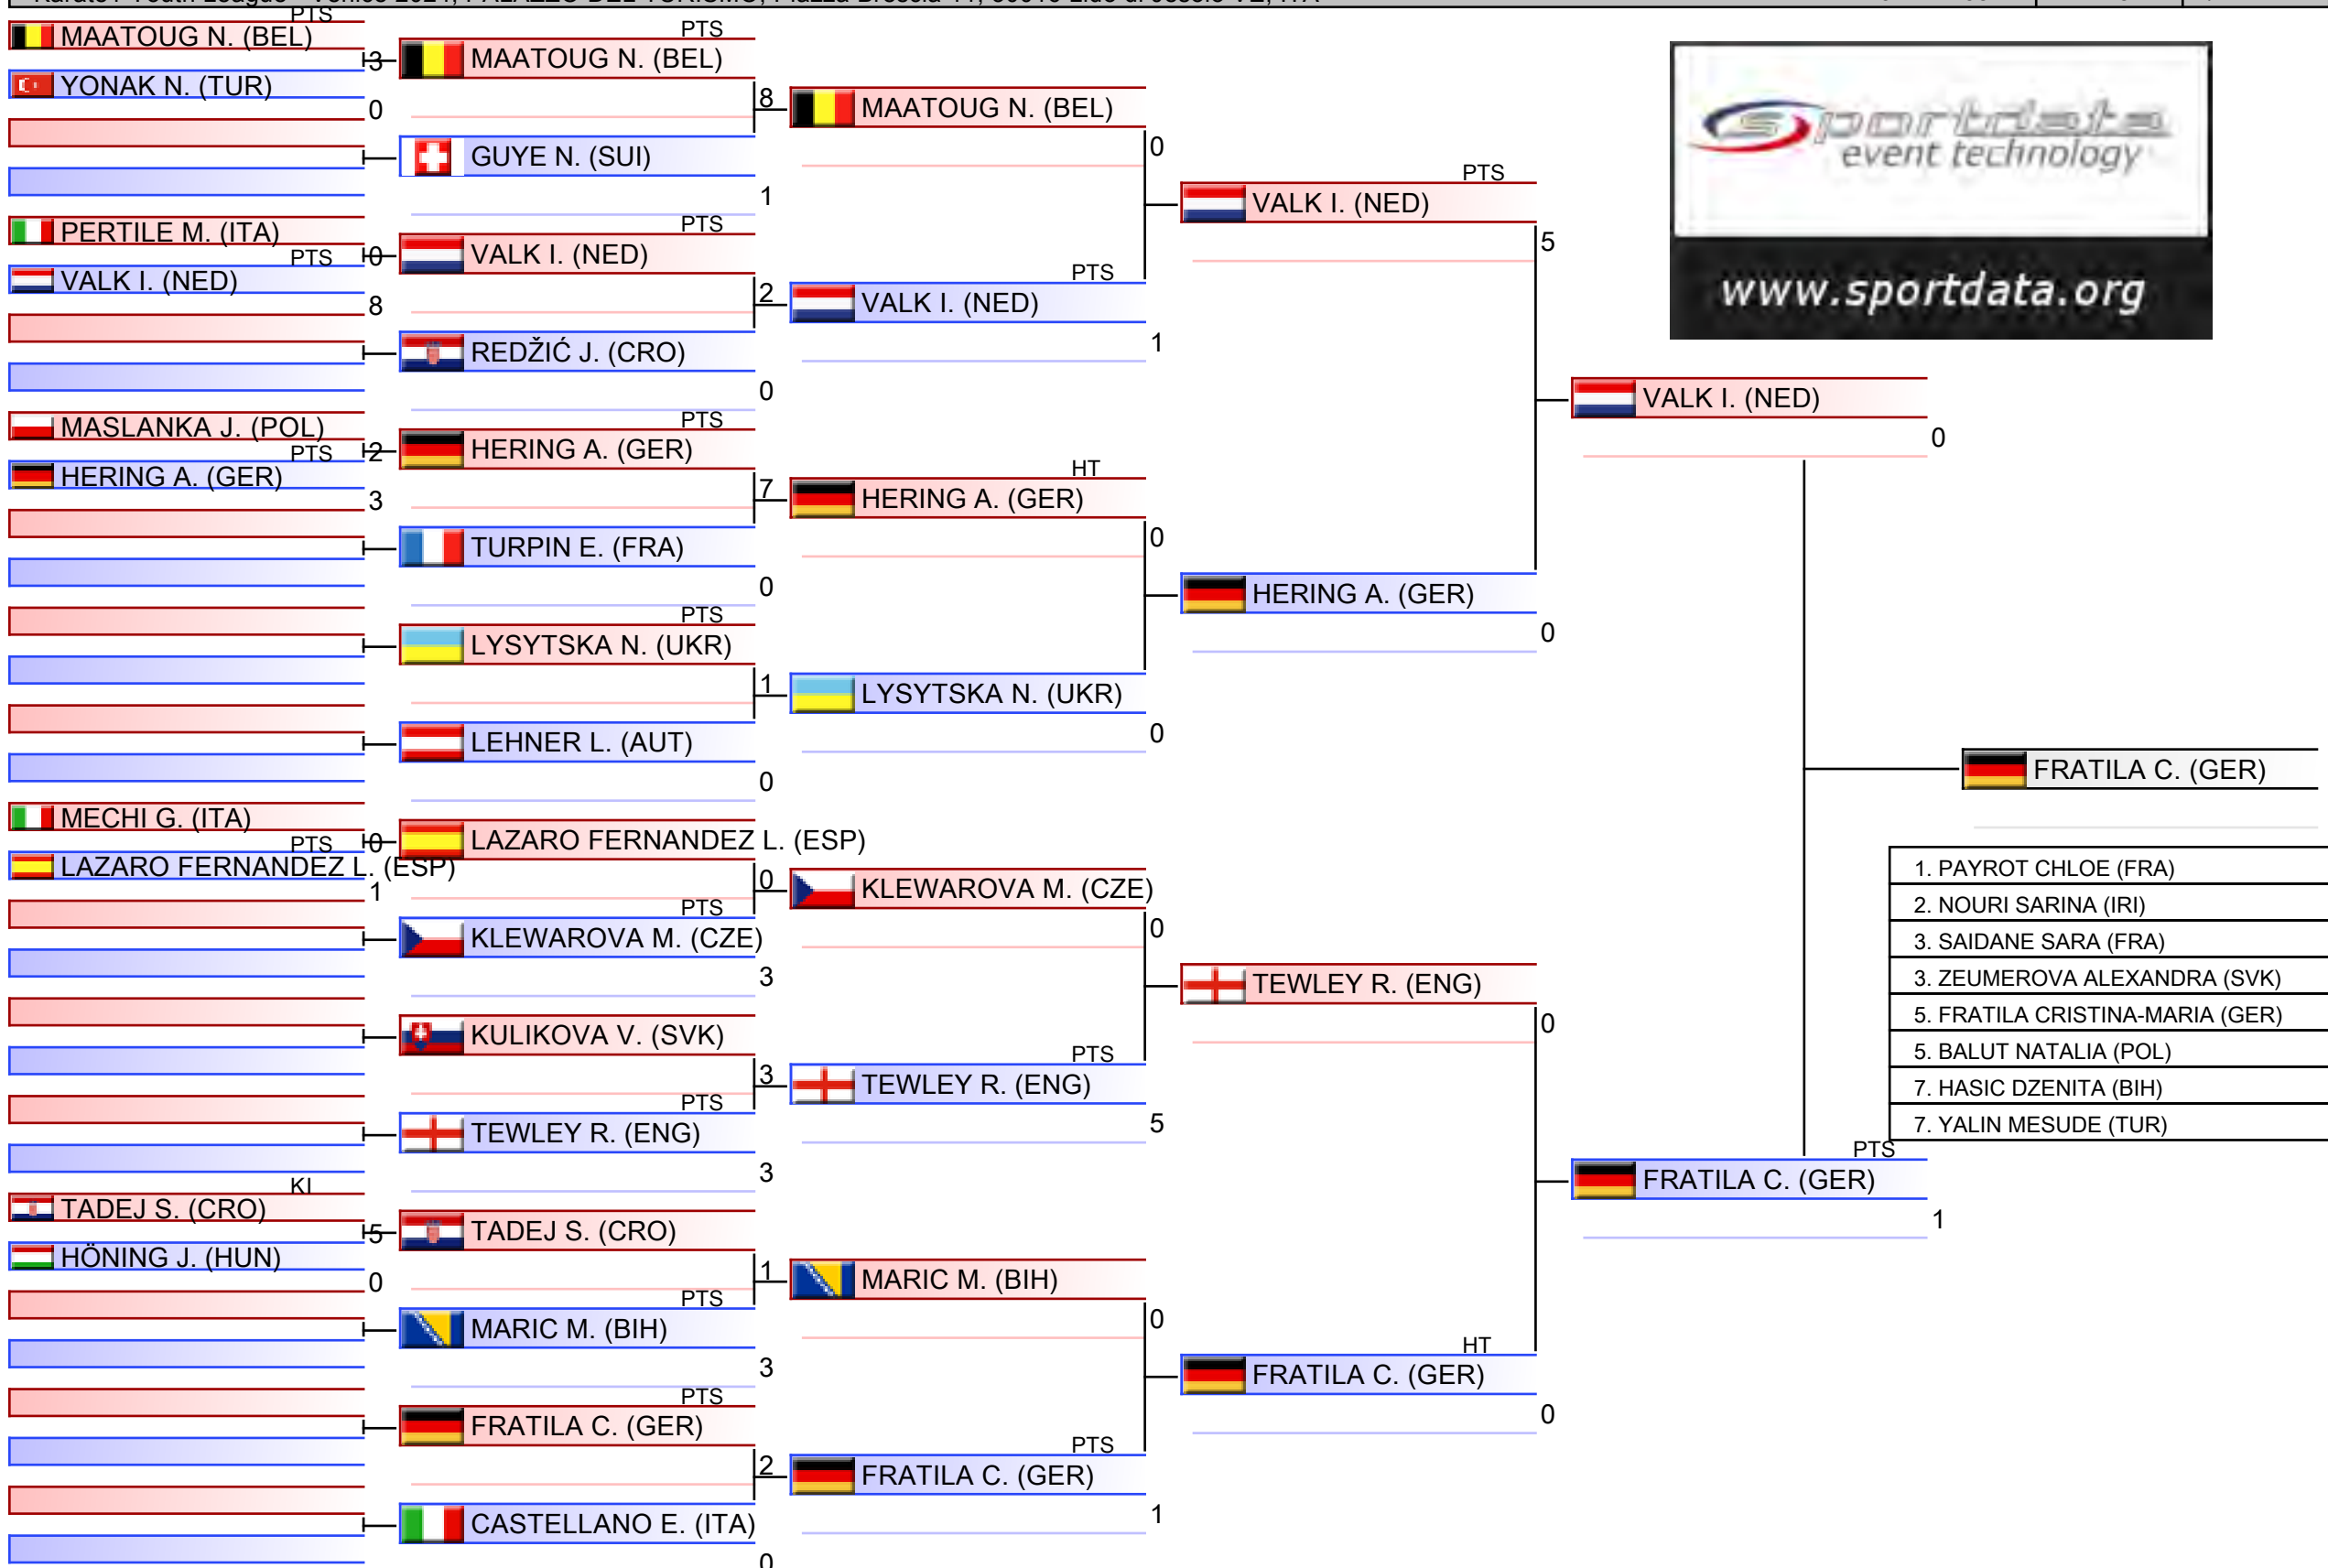 PTS
MAATOUG N. (BEL)
3
YONAK N. (TUR)
0
PERTILE M. (ITA)
0
PTS
VALK I. (NED)
8
MASLANKA J. (POL)
2
PTS
HERING A. (GER)
3
MECHI G. (ITA)
0
PTS
LAZARO FERNANDEZ L. (ESP)
1
KI
TADEJ S. (CRO)
5
HÖNING J. (HUN)
0
PTS
MAATOUG N. (BEL)
8
GUYE N. (SUI)
1
PTS
VALK I. (NED)
2
REDŽIĆ J. (CRO)
0
PTS
HERING A. (GER)
7
TURPIN E. (FRA)
0
PTS
LYSYTSKA N. (UKR)
1
LEHNER L. (AUT)
0
LAZARO FERNANDEZ L. (ESP)
0
PTS
KLEWAROVA M. (CZE)
3
KULIKOVA V. (SVK)
3
PTS
TEWLEY R. (ENG)
3
TADEJ S. (CRO)
1
PTS
MARIC M. (BIH)
3
PTS
FRATILA C. (GER)
2
CASTELLANO E. (ITA)
0
MAATOUG N. (BEL)
0
PTS
VALK I. (NED)
1
HT
HERING A. (GER)
0
LYSYTSKA N. (UKR)
0
KLEWAROVA M. (CZE)
0
PTS
TEWLEY R. (ENG)
5
MARIC M. (BIH)
0
PTS
FRATILA C. (GER)
1
PTS
VALK I. (NED)
5
HERING A. (GER)
0
TEWLEY R. (ENG)
0
HT
FRATILA C. (GER)
0
VALK I. (NED)
0
PTS
FRATILA C. (GER)
1
FRATILA C. (GER)
sportdata
event technology
www.sportdata.org
1. PAYROT CHLOE (FRA)
2. NOURI SARINA (IRI)
3. SAIDANE SARA (FRA)
3. ZEUMEROVA ALEXANDRA (SVK)
5. FRATILA CRISTINA-MARIA (GER)
5. BALUT NATALIA (POL)
7. HASIC DZENITA (BIH)
7. YALIN MESUDE (TUR)